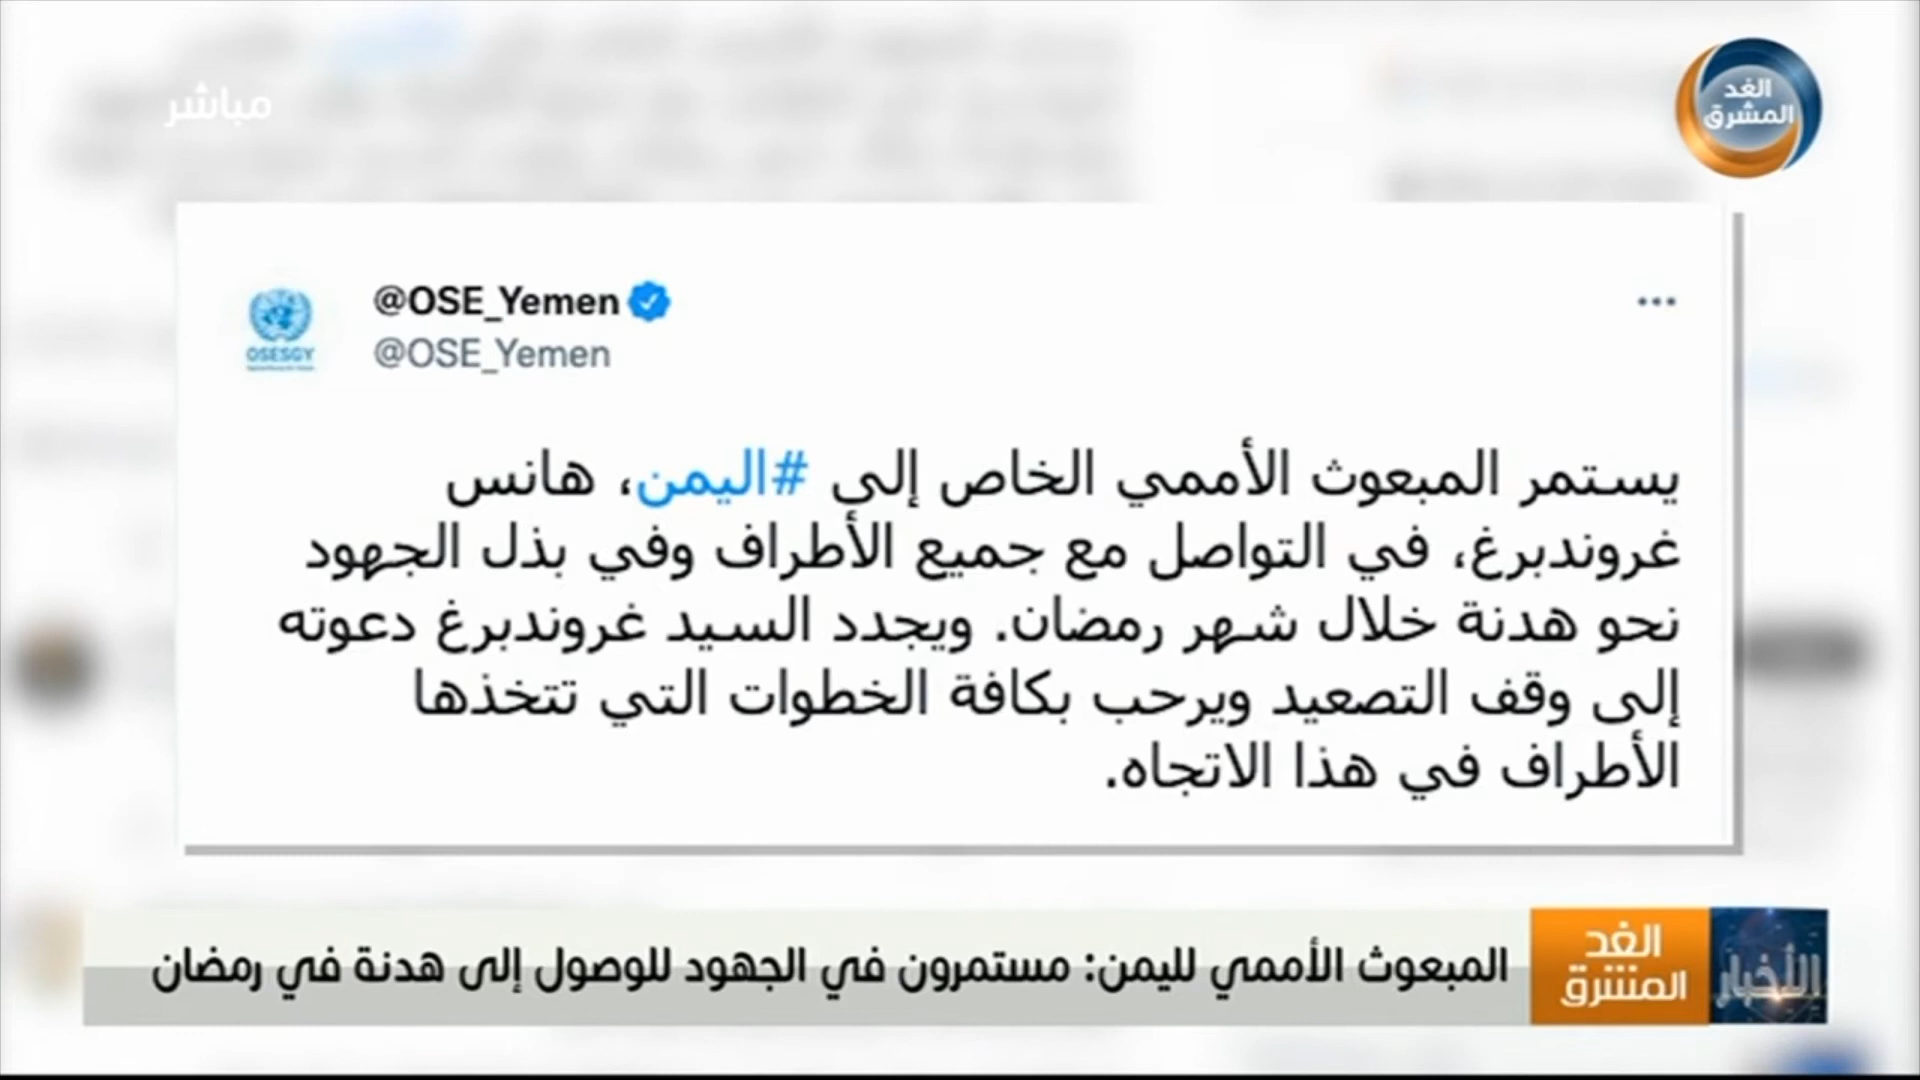 مباشر
الغد
المشرق
@OSE_Yemen
@OSE_Yemen
OSESGY
يستمر المبعوث الأممي الخاص إلى #اليمن، هانس
غروندبرغ، في التواصل مع جميع الأطراف وفي بذل الجهود
نحو هدنة خلال شهر رمضان. ويجدد السيد غروندبرغ دعوته
إلى وقف التصعيد ويرحب بكافة الخطوات التي تتخذها
الأطراف في هذا الاتجاه.
المبعوث الأممي لليمن: مستمرون في الجهود للوصول إلى هدنة في رمضان
الغد
المشرق
الأخبار